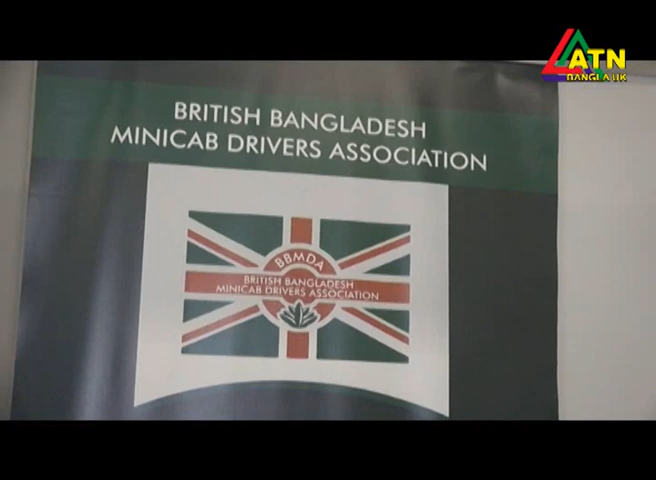 ATN
BANGLA UK
BRITISH BANGLADESH
MINICAB DRIVERS ASSOCIATION
BBMDA
BRITISH BANGLADESH
MINICAB DRIVERS ASSOCIATION